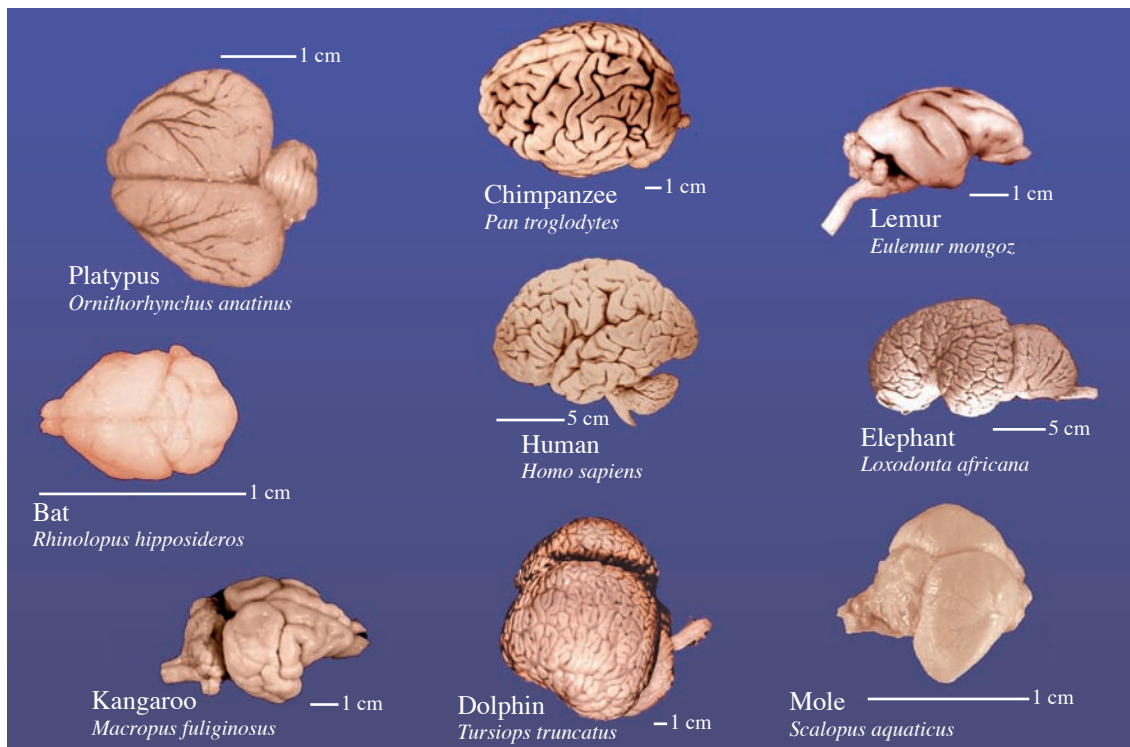 1 cm
Platypus
Ornithorhynchus anatinus
1 cm
Chimpanzee
Pan troglodytes
1 cm
Lemur
Eulemur mongoz
1 cm
Bat
Rhinolopus hipposideros
5 cm
Human
Homo sapiens
5 cm
Elephant
Loxodonta africana
1 cm
Kangaroo
Macropus fuliginosus
1 cm
Dolphin
Tursiops truncatus
1 cm
Mole
Scalopus aquaticus